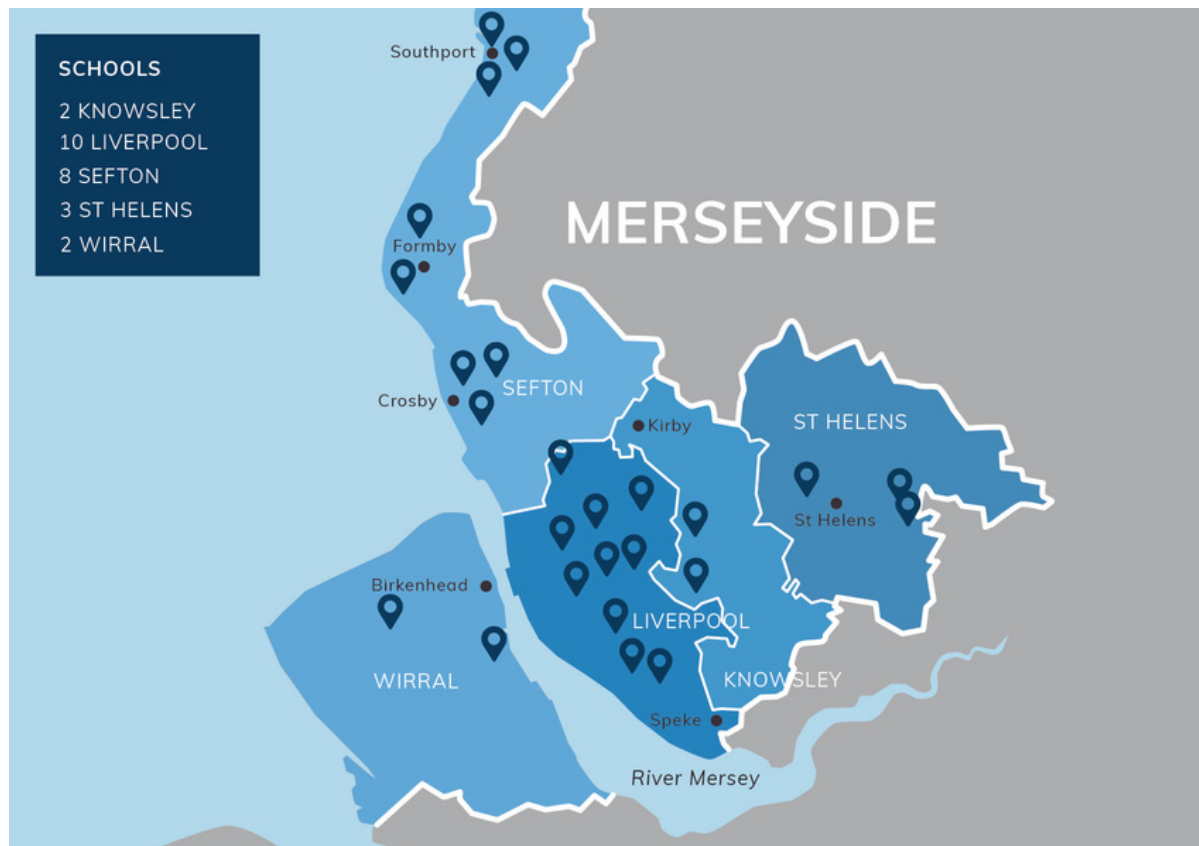 SCHOOLS
2 KNOWSLEY
10 LIVERPOOL
8 SEFTON
3 ST HELENS
2 WIRRAL
Southport
MERSEYSIDE
Formby
SEFTON
Crosby
Kirby
ST HELENS
St Helens
Birkenhead
LIVERPOOL
WIRRAL
KNOWSLEY
Speke
River Mersey